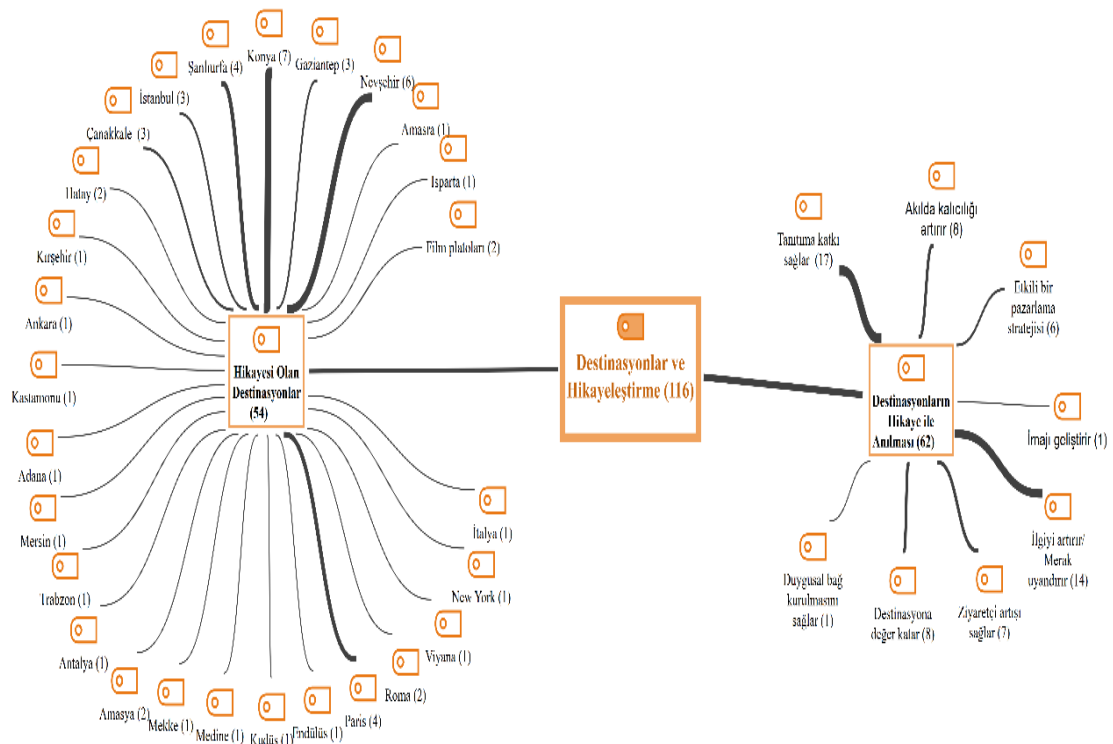 Konya (7)
Şanlıurfa (4)
Gaziantep (3)
Nevşehir (6)
İstanbul (3)
Amasra (1)
Çanakkale (3)
Isparta (1)
Hatay (2)
Film platoları (2)
Kırşehir (1)
Ankara (1)
Kastamonu (1)
Adana (1)
Mersin (1)
Trabzon (1)
Antalya (1)
Amasya (2)
Mekke (1)
Medine (1)
Kudüs (1)
Endülüs (1)
Paris (4)
Roma (2)
Viyana (1)
New York (1)
İtalya (1)
Hikayesi Olan
Destinasyonlar
(54)
Destinasyonlar ve
Hikayeleştirme (116)
Destinasyonların
Hikaye ile
Anılması (62)
Tanıtıma katkı
sağlar (17)
Akılda kalıcılığı
artırır (8)
Etkili bir
pazarlama
stratejisi (6)
İmajı geliştirir (1)
İlgiyi artırır/
Merak
uyandırır (14)
Ziyaretçi artışı
sağlar (7)
Destinasyona
değer katar (8)
Duygusal bağ
kurulmasını
sağlar (1)